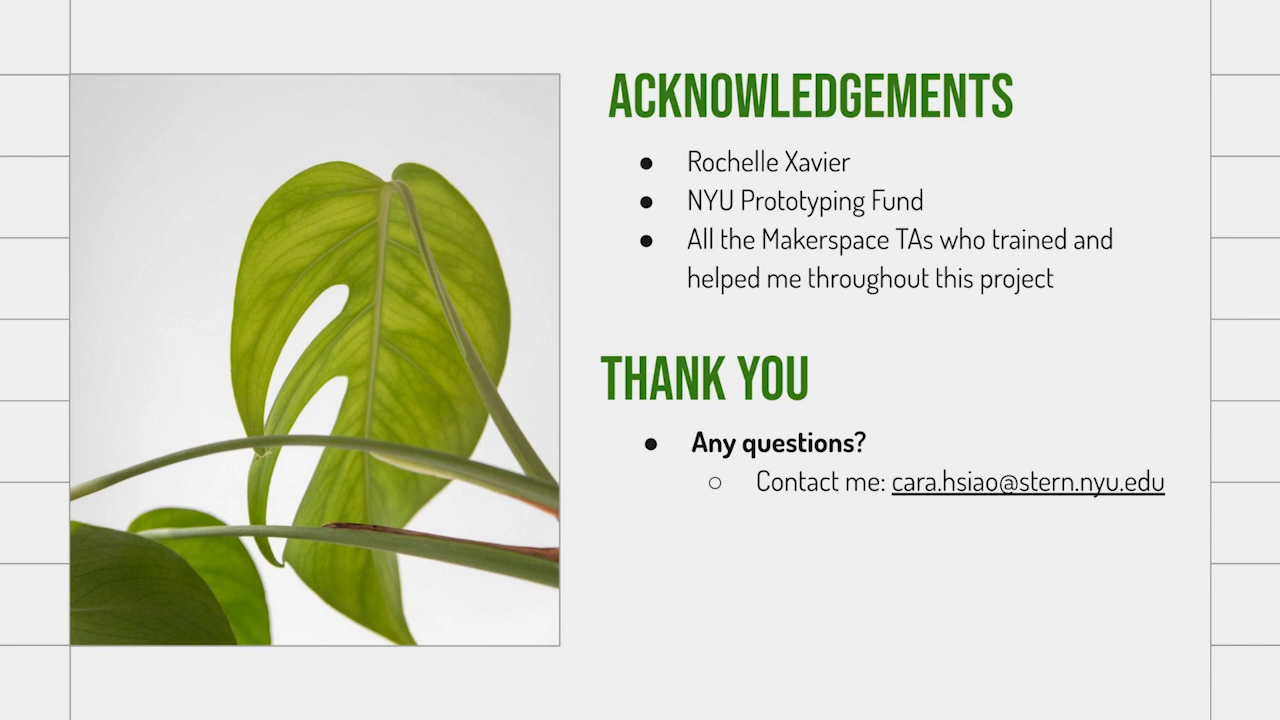 ACKNOWLEDGEMENTS
● Rochelle Xavier
● NYU Prototyping Fund
● All the Makerspace TAs who trained and
helped me throughout this project
THANK YOU
● Any questions?
○ Contact me: cara.hsiao@stern.nyu.edu